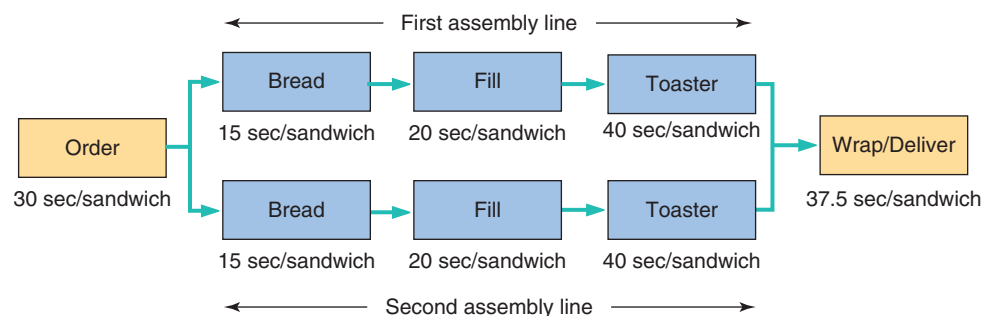 First assembly line
Bread
Fill
Toaster
15 sec/sandwich
20 sec/sandwich
40 sec/sandwich
Order
30 sec/sandwich
Wrap/Deliver
37.5 sec/sandwich
Bread
Fill
Toaster
15 sec/sandwich
20 sec/sandwich
40 sec/sandwich
Second assembly line